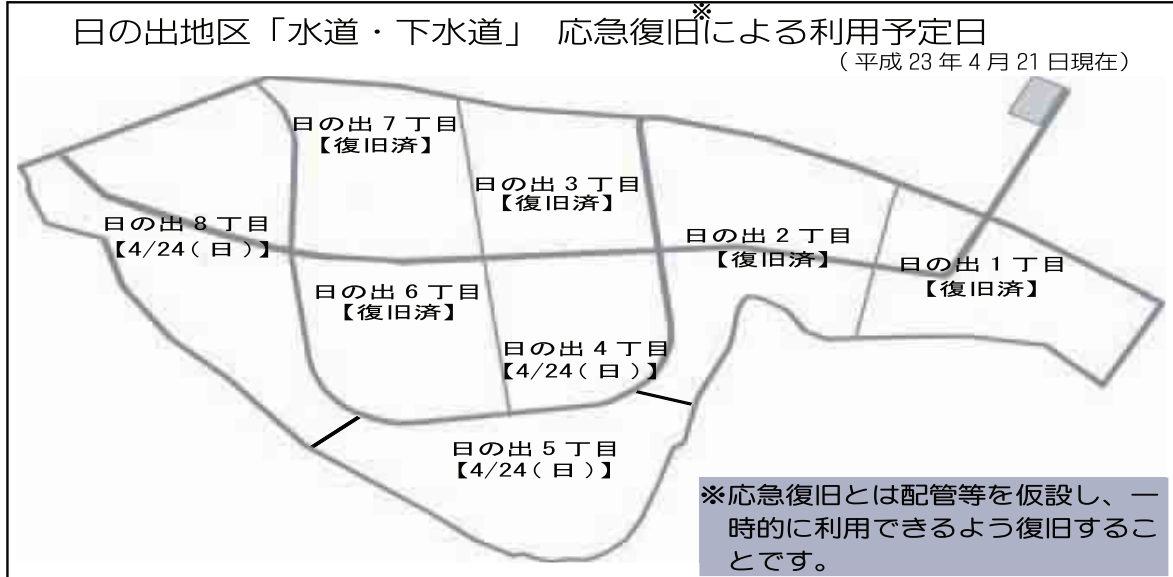 日の出地区「水道・下水道」 応急復旧※による利用予定日
（平成23年4月21日現在）
日の出７丁目
【復旧済】
日の出３丁目
【復旧済】
日の出８丁目
【4/24(日)】
日の出２丁目
【復旧済】
日の出１丁目
【復旧済】
日の出６丁目
【復旧済】
日の出４丁目
【4/24(日)】
日の出５丁目
【4/24(日)】
※応急復旧とは配管等を仮設し、一
時的に利用できるよう復旧するこ
とです。